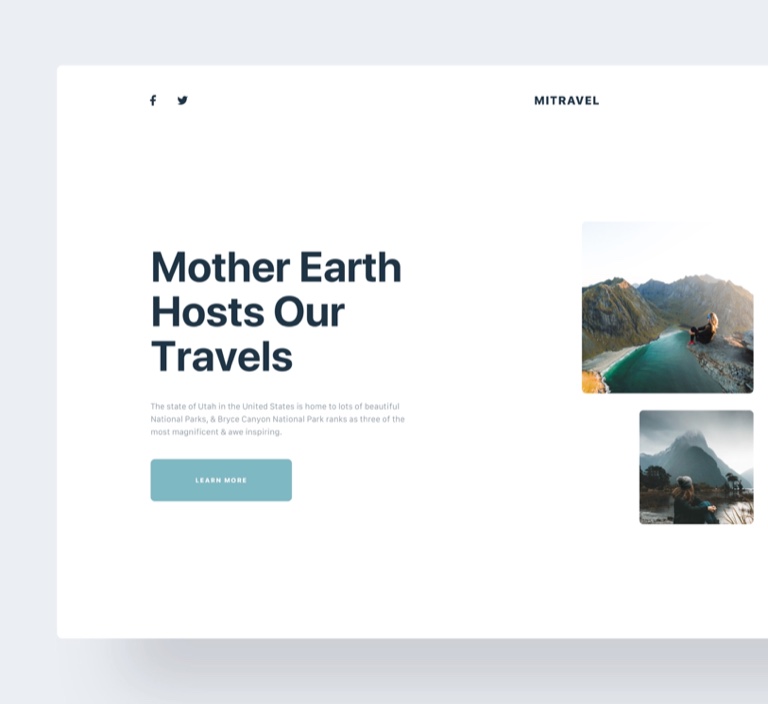 MITRAVEL
Mother Earth
Hosts Our
Travels
The state of Utah in the United States is home to lots of beautiful
National Parks, & Bryce Canyon National Park ranks as three of the
most magnificent & awe inspiring.
LEARN MORE